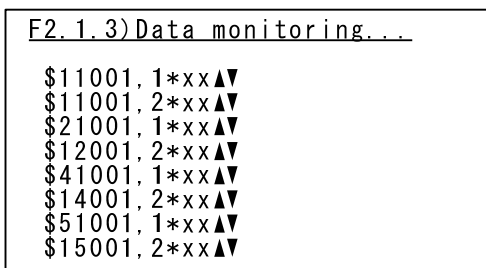 F2.1.3)Data monitoring...
$11001,1*xx▲▼
$11001,2*xx▲▼
$21001,1*xx▲▼
$12001,2*xx▲▼
$41001,1*xx▲▼
$14001,2*xx▲▼
$51001,1*xx▲▼
$15001,2*xx▲▼